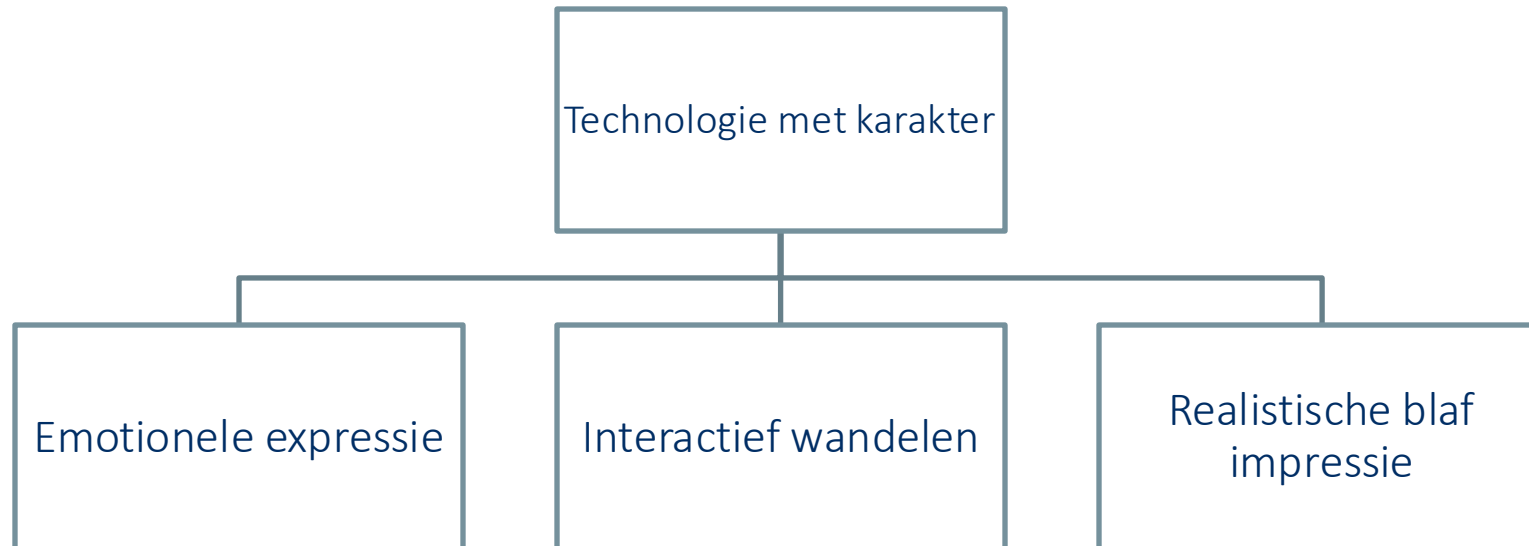 Technologie met karakter
Emotionele expressie
Interactief wandelen
Realistische blaf
impressie